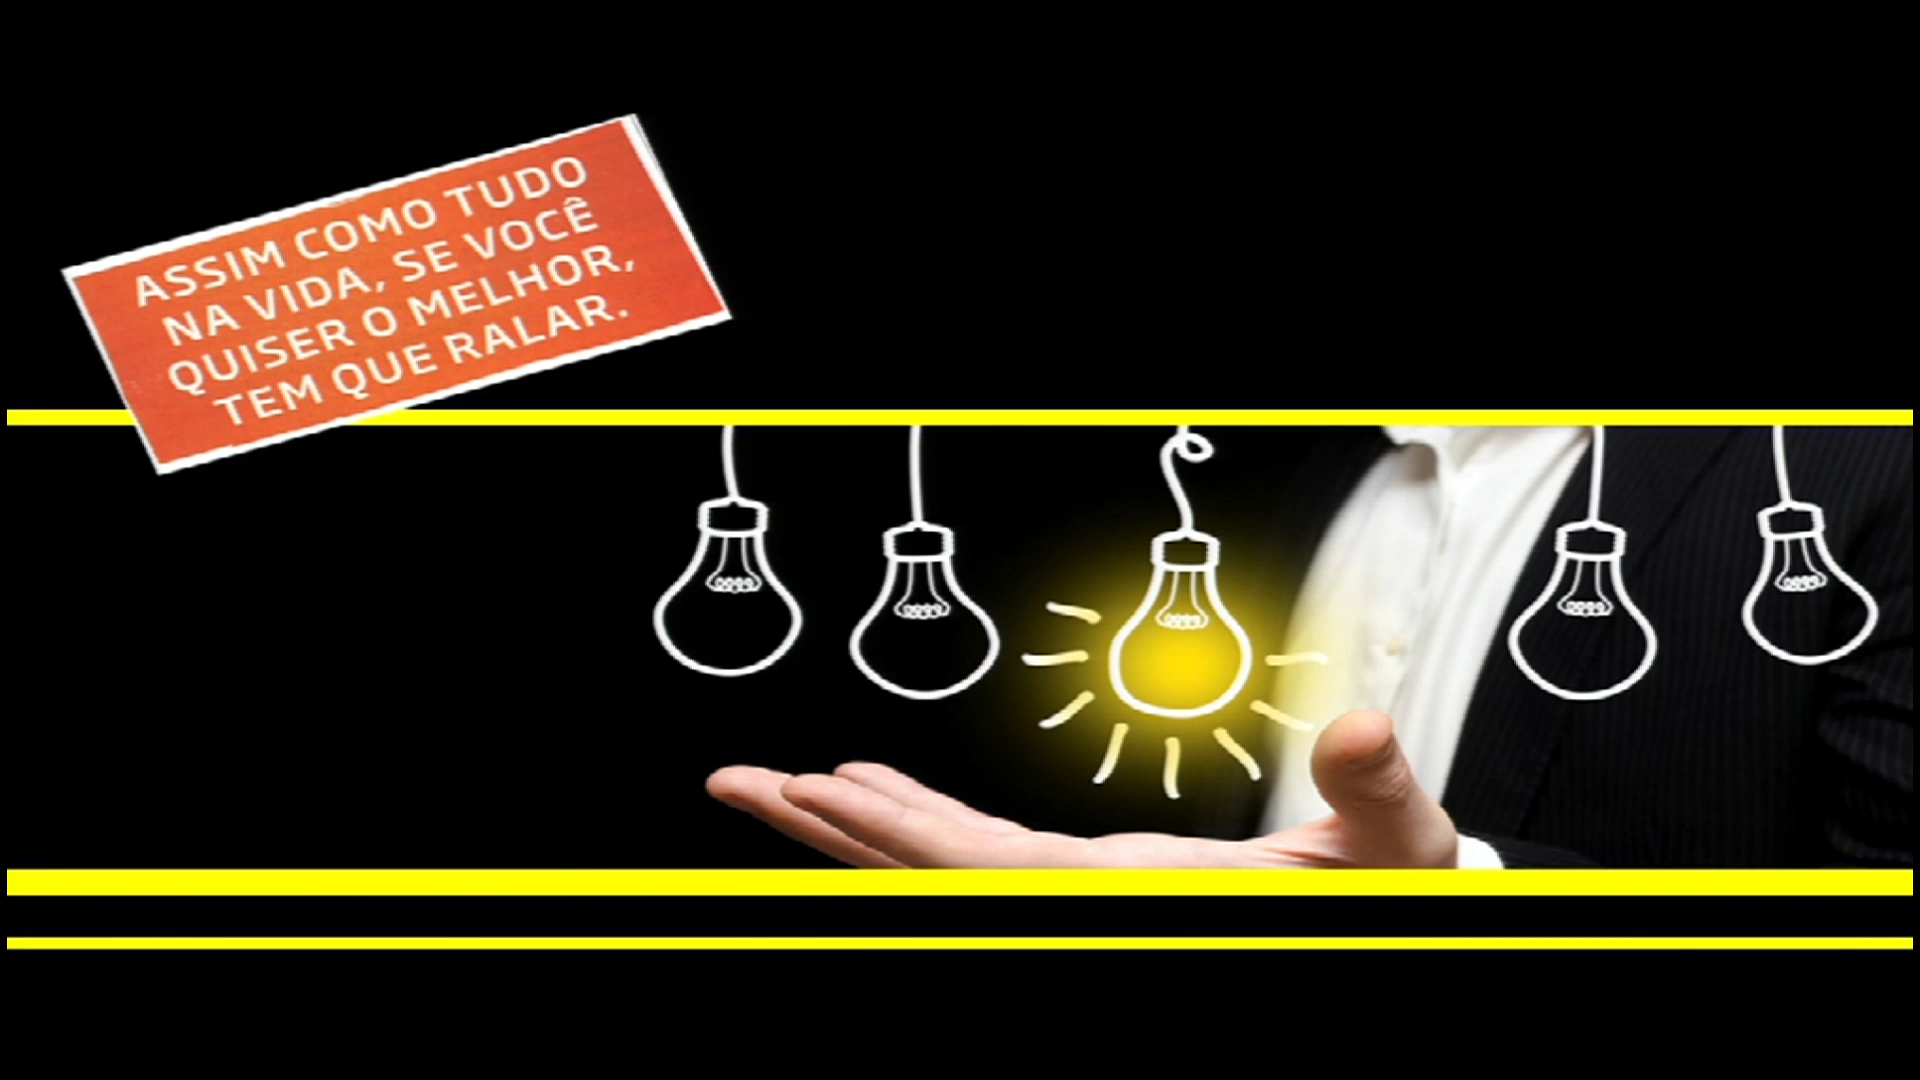 ASSIM COMO TUDO
NA VIDA, SE VOCÊ
QUISER O MELHOR,
TEM QUE RALAR.